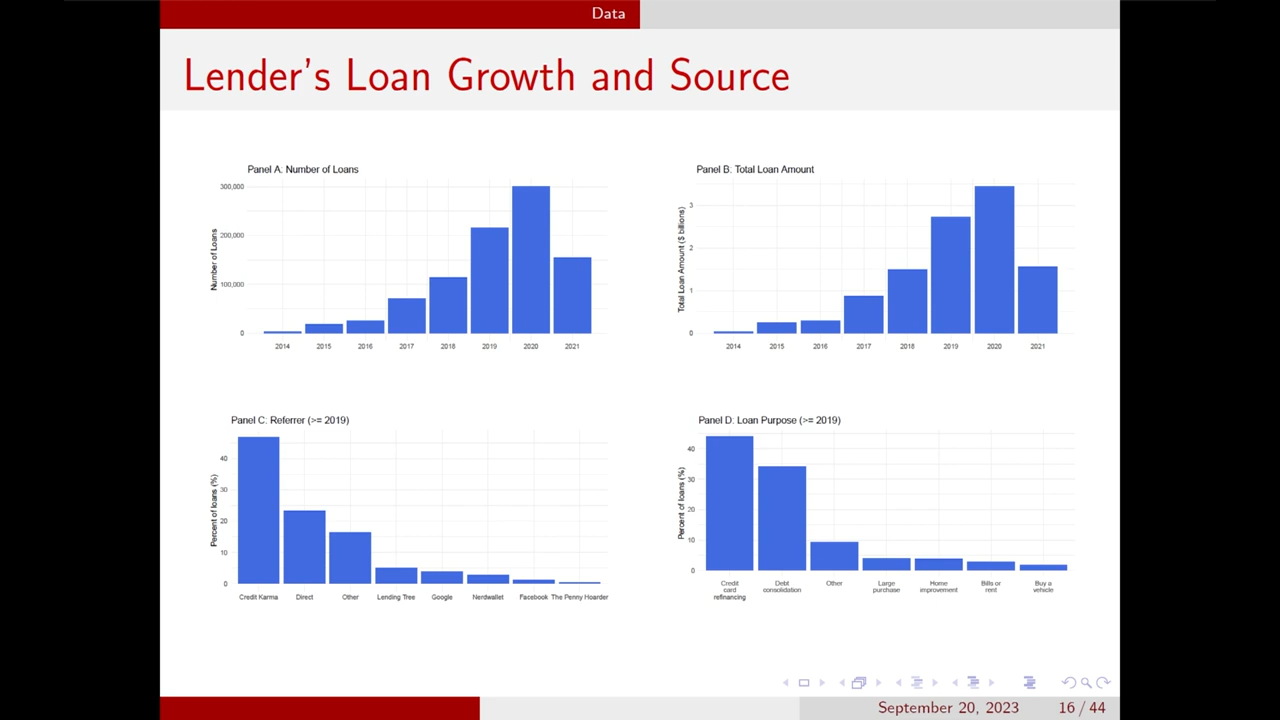 Data
Lender's Loan Growth and Source
Panel A: Number of Loans
Number of Loans
300,000
200,000
100,000
0
2014 2015 2016 2017 2018 2019 2020 2021
Panel B: Total Loan Amount
Total Loan Amount ($ billions)
3
2
1
0
2014 2015 2016 2017 2018 2019 2020 2021
Panel C: Referrer (>= 2019)
Percent of loans (%)
40
30
20
10
0
Credit Karma Direct Other Lending Tree Google Nerdwallet Facebook The Penny Hoarder
Panel D: Loan Purpose (>= 2019)
Percent of loans (%)
40
30
20
10
0
Credit Debt Other Large Home Bills or Buy a
card consolidation purchase improvement rent vehicle
refinancing
September 20, 2023 16 / 44